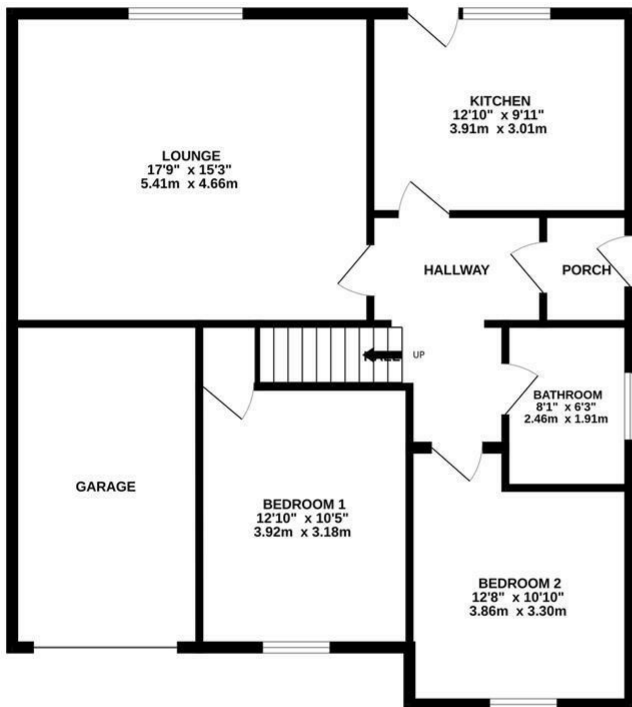 KITCHEN
12'10" x 9'11"
3.91m x 3.01m
LOUNGE
17'9" x 15'3"
5.41m x 4.66m
HALLWAY
PORCH
UP
BATHROOM
8'1" x 6'3"
2.46m x 1.91m
GARAGE
BEDROOM 1
12'10" x 10'5"
3.92m x 3.18m
BEDROOM 2
12'8" x 10'10"
3.86m x 3.30m